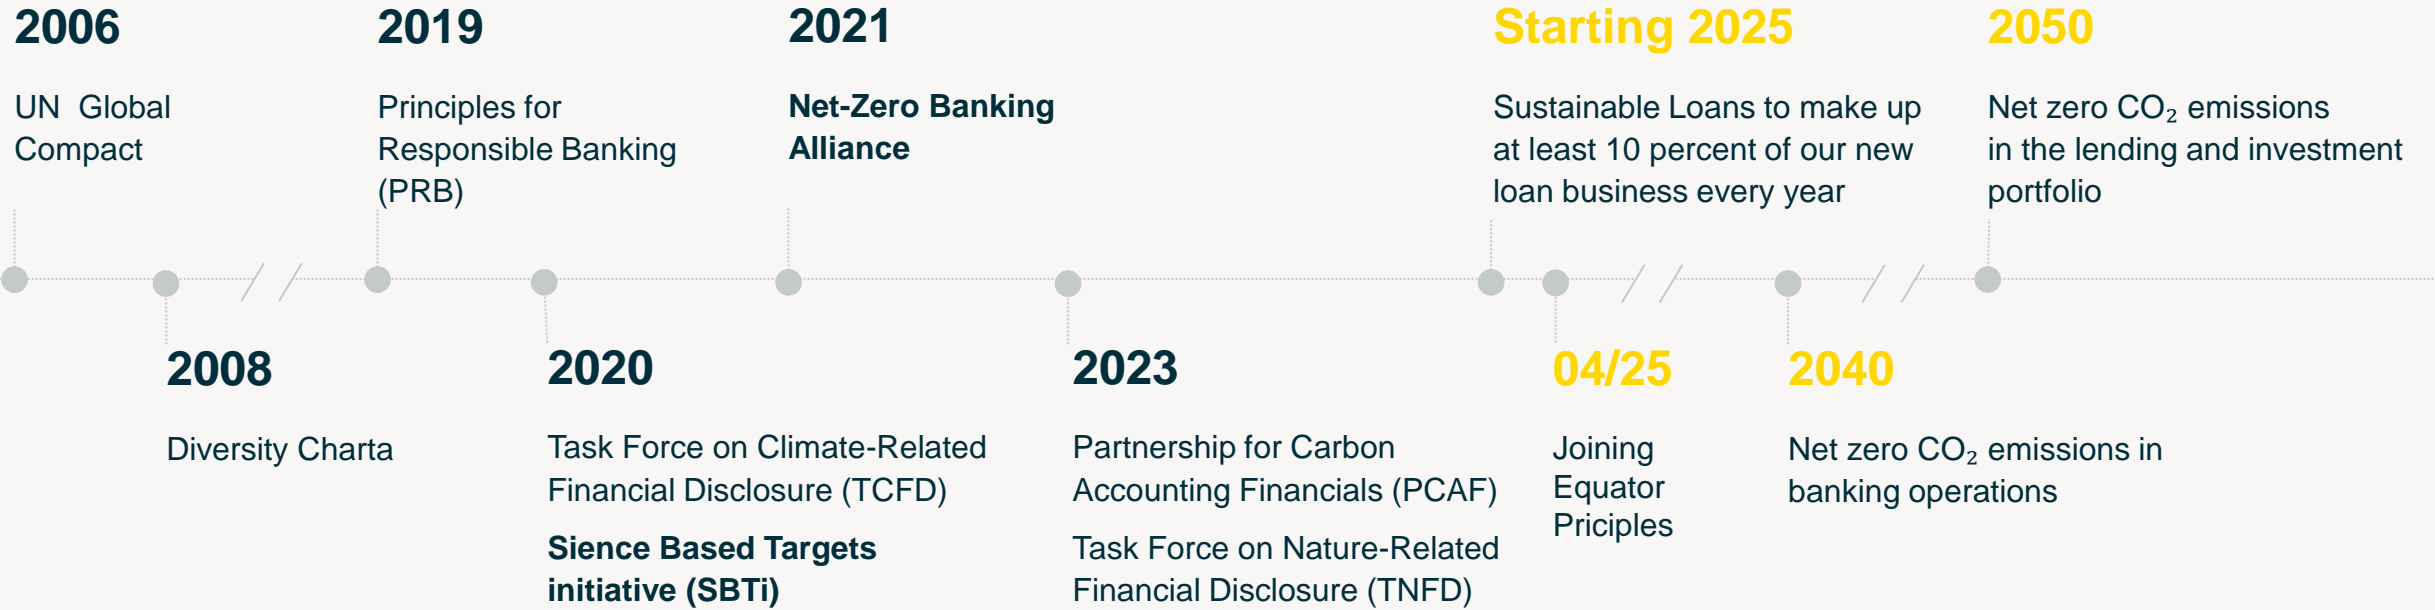 2006
UN Global
Compact
2019
Principles for
Responsible Banking
(PRB)
2021
Net-Zero Banking
Alliance
Starting 2025
Sustainable Loans to make up
at least 10 percent of our new
loan business every year
2050
Net zero CO₂ emissions
in the lending and investment
portfolio
2008
Diversity Charta
2020
Task Force on Climate-Related
Financial Disclosure (TCFD)
Sience Based Targets
initiative (SBTi)
2023
Partnership for Carbon
Accounting Financials (PCAF)
Task Force on Nature-Related
Financial Disclosure (TNFD)
04/25
Joining
Equator
Priciples
2040
Net zero CO₂ emissions in
banking operations